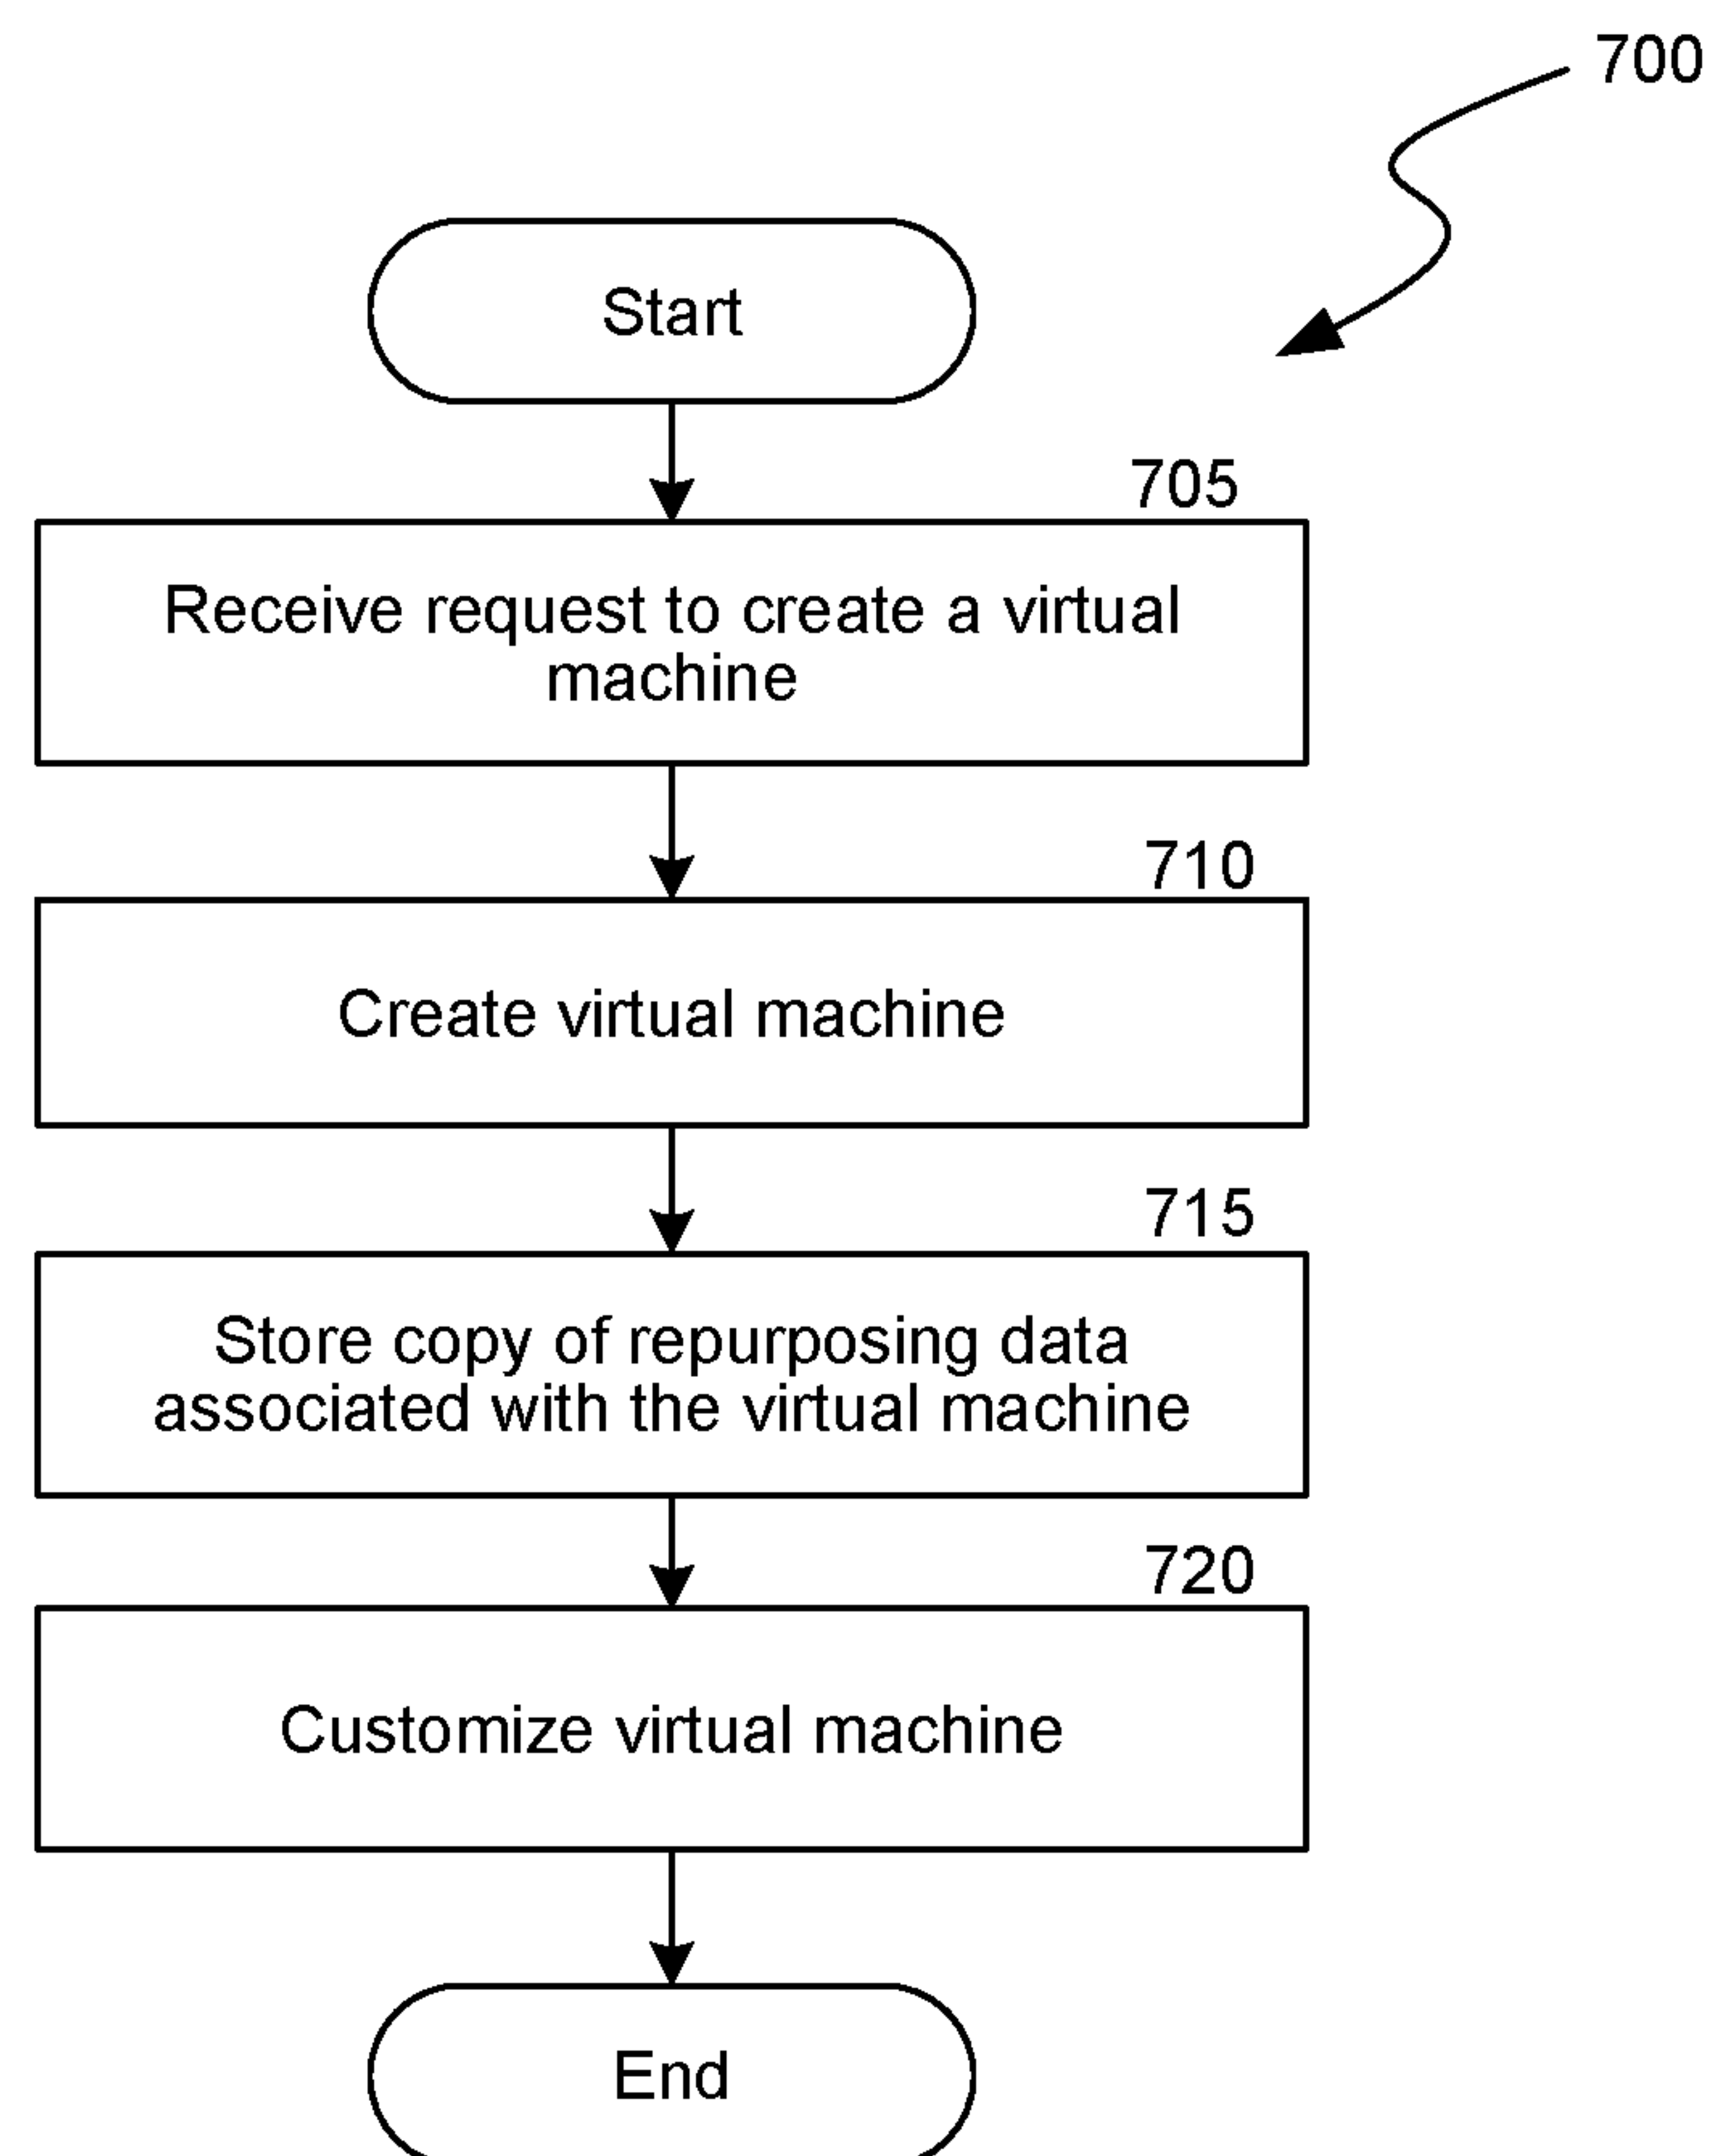 700
Start
705
Receive request to create a virtual
machine
710
Create virtual machine
715
Store copy of repurposing data
associated with the virtual machine
720
Customize virtual machine
End